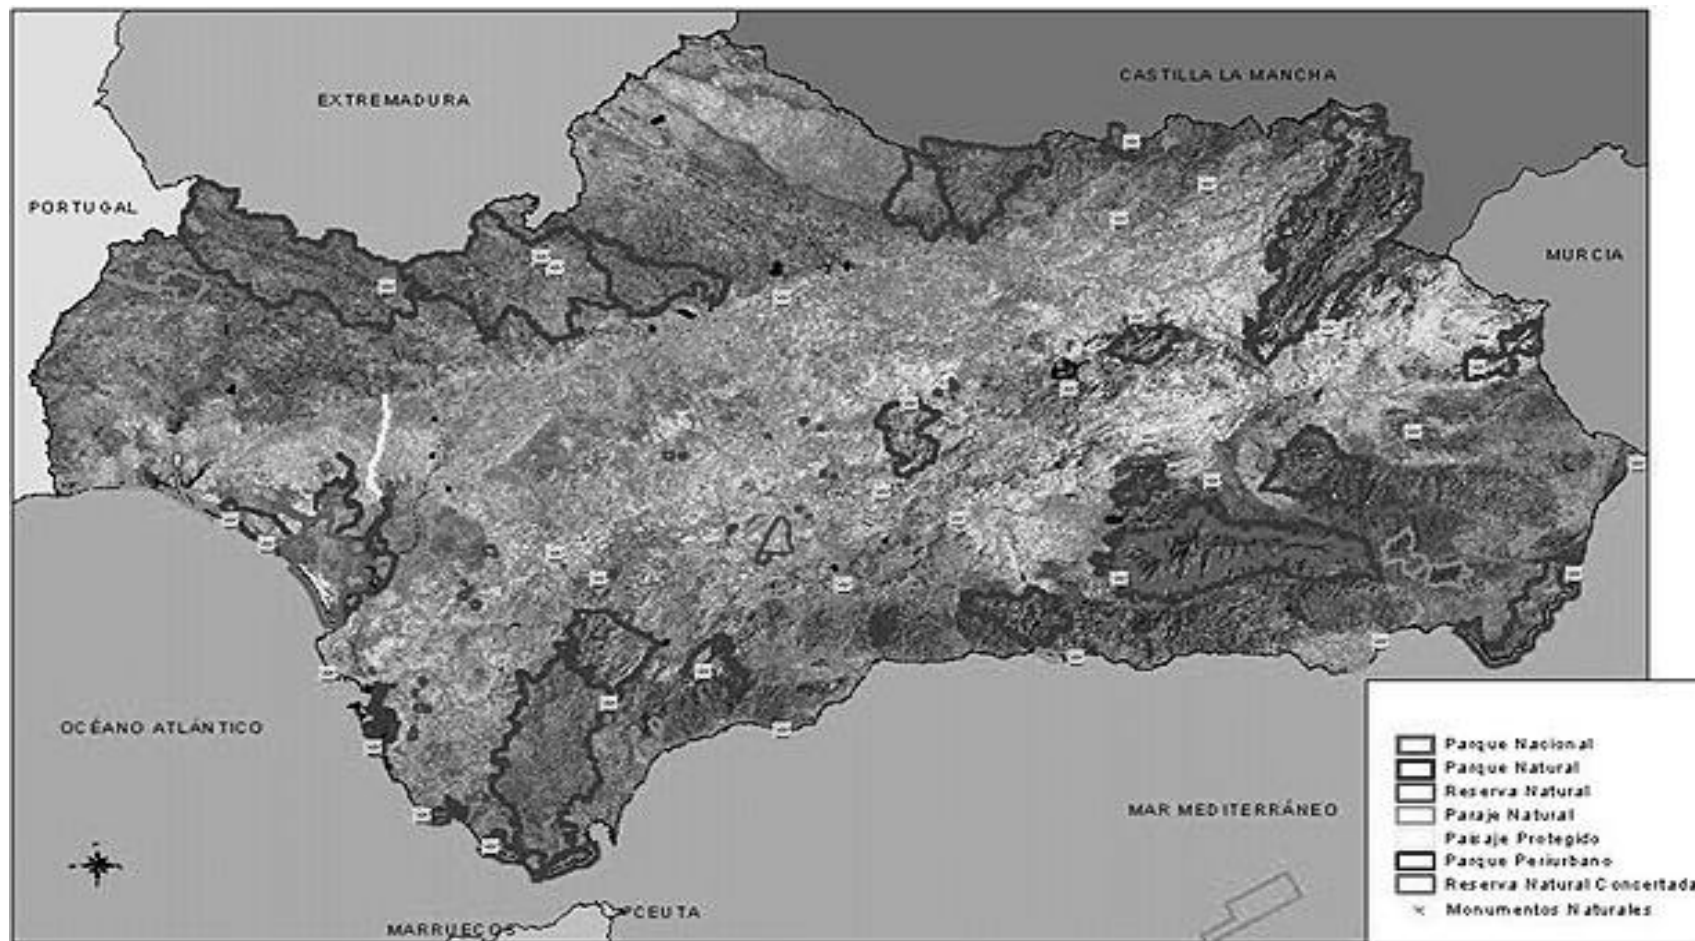 CASTILLA LA MANCHA
EXTREMADURA
PORTUGAL
MURCIA
OCÉANO ATLÁNTICO
MAR MEDITERRÁNEO
CEUTA
MARRUECOS
Parque Nacional
Parque Natural
Reserva Natural
Paraje Natural
Paisaje Protegido
Parque Periurbano
Reserva Natural Concertada
Monumentos Naturales